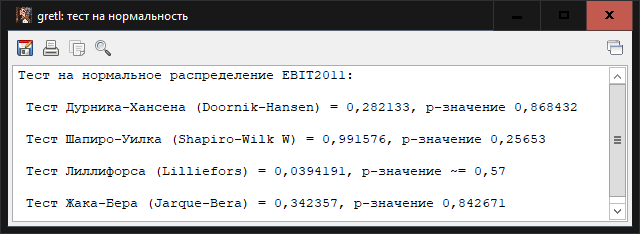 gretl: тест на нормальность
Тест на нормальное распределение EBIT2011:
Тест Дурника-Хансена (Doornik-Hansen) = 0,282133, p-значение 0,868432
Тест Шапиро-Уилка (Shapiro-Wilk W) = 0,991576, p-значение 0,25653
Тест Лиллифорса (Lilliefors) = 0,0394191, p-значение ~= 0,57
Тест Жака-Бера (Jarque-Bera) = 0,342357, p-значение 0,842671